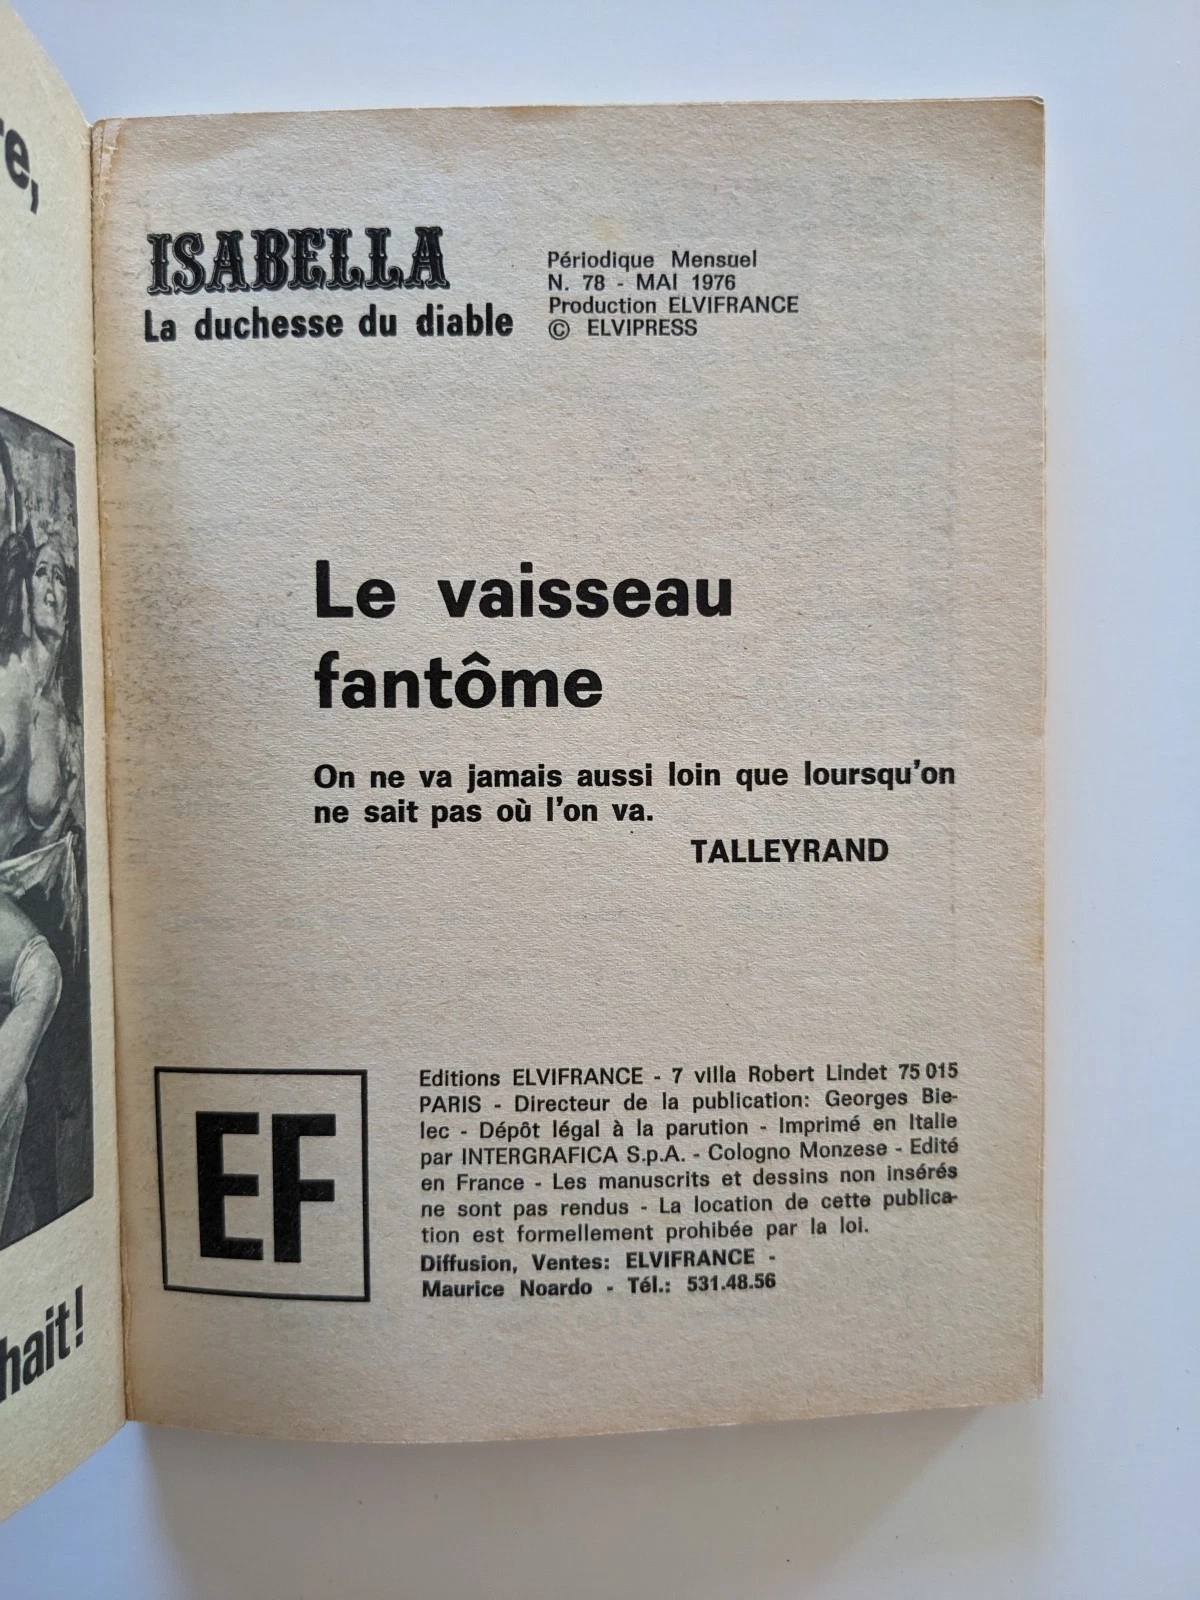 ISABELLA
La duchesse du diable
Périodique Mensuel
N. 78 - MAI 1976
Production ELVIFRANCE
© ELVIPRESS
Le vaisseau
fantôme
On ne va jamais aussi loin que loursqu'on
ne sait pas où l'on va.
TALLEYRAND
EF
Editions ELVIFRANCE - 7 villa Robert Lindet 75 015
PARIS - Directeur de la publication: Georges Bie-
lec - Dépôt légal à la parution - Imprimé en Italie
par INTERGRAFICA S.p.A. - Cologno Monzese - Edité
en France - Les manuscrits et dessins non insérés
ne sont pas rendus - La location de cette publica-
tion est formellement prohibée par la loi.
Diffusion, Ventes: ELVIFRANCE -
Maurice Noardo - Tél.: 531.48.56